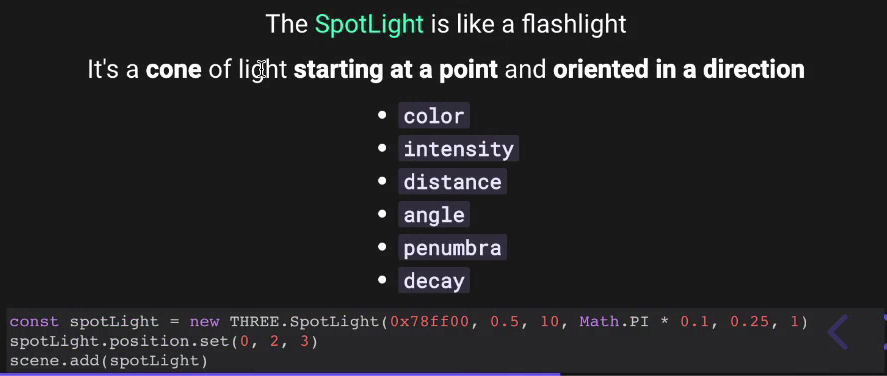 The SpotLight is like a flashlight
It's a cone of light starting at a point and oriented in a direction
• color
• intensity
• distance
• angle
• penumbra
• decay
const spotLight = new THREE.SpotLight(0x78ff00, 0.5, 10, Math.PI * 0.1, 0.25, 1)
spotLight.position.set(0, 2, 3)
scene.add(spotLight)